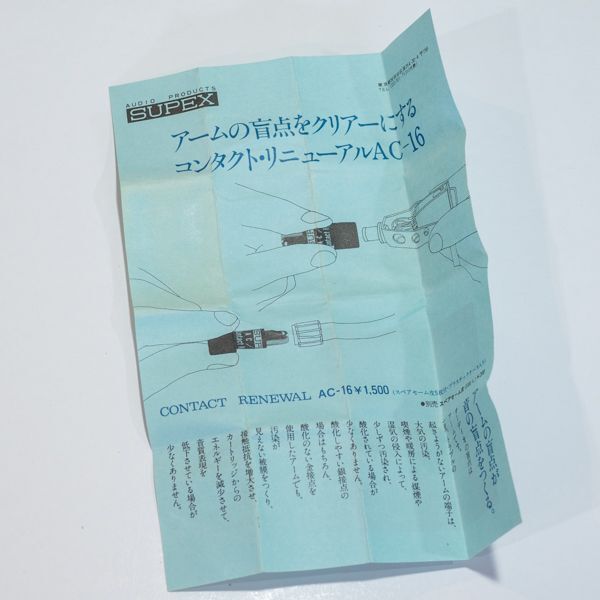 AUDIO PRODUCTS
SUPEX
アームの盲点をクリアーにする
コンタクト・リニューアルAC-16
CONTACT RENEWAL AC-16 ¥1,500
アームの盲点が
音の盲点をつくる。
起きようがないアームの端子は、
大気の汚染、
喫煙や暖房による煤煙や
湿気の侵入によって、
少しずつ汚染され、
酸化されている場合が
少なくありません。
酸化しやすい銀接点の
場合はもちろん、
酸化のない金接点を
使用したアームでも、
汚染が
見えない被膜をつくり、
接触抵抗を増大させ、
カートリッジからの
エネルギーを減少させて、
音質表現を
低下させている場合が
少なくありません。